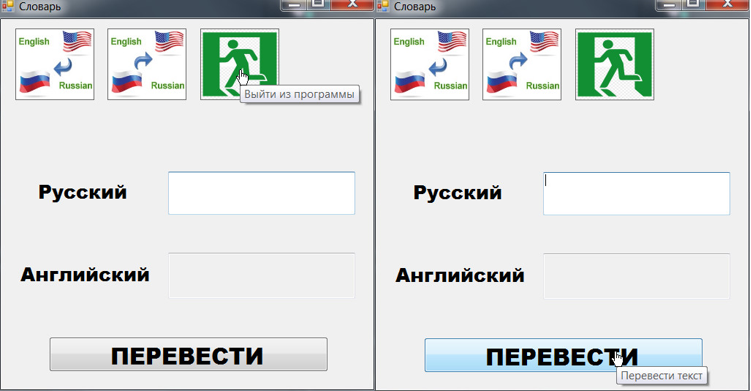 Словарь
English
Russian
English
Russian
Выйти из программы
Русский
Английский
ПЕРЕВЕСТИ
Словарь
English
Russian
English
Russian
Русский
Английский
ПЕРЕВЕСТИ
Перевести текст